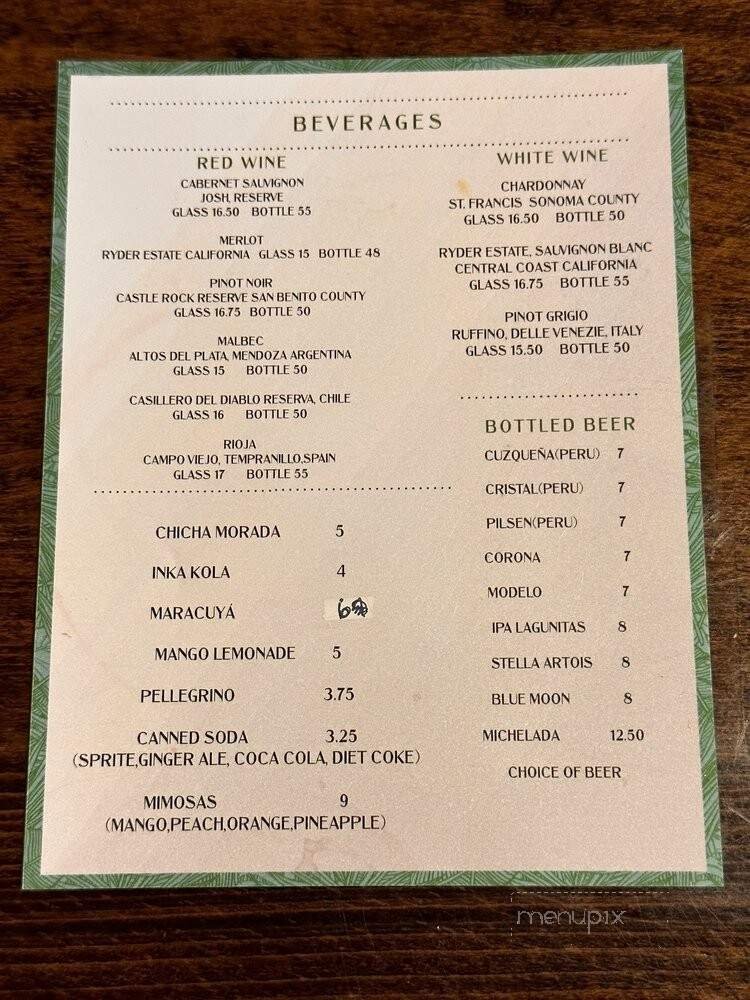 BEVERAGES
RED WINE
CABERNET SAUVIGNON
JOSH, RESERVE
GLASS 16.50 BOTTLE 55
MERLOT
RYDER ESTATE CALIFORNIA GLASS 15 BOTTLE 48
PINOT NOIR
CASTLE ROCK RESERVE SAN BENITO COUNTY
GLASS 16.75 BOTTLE 50
MALBEC
ALTOS DEL PLATA, MENDOZA ARGENTINA
GLASS 15 BOTTLE 50
CASILLERO DEL DIABLO RESERVA, CHILE
GLASS 16 BOTTLE 50
RIOJA
CAMPO VIEJO, TEMPRANILLO,SPAIN
GLASS 17 BOTTLE 55
CHICHA MORADA 5
INKA KOLA 4
MARACUYÁ 6
MANGO LEMONADE 5
PELLEGRINO 3.75
CANNED SODA 3.25
(SPRITE,GINGER ALE, COCA COLA, DIET COKE)
MIMOSAS 9
(MANGO,PEACH,ORANGE,PINEAPPLE)
WHITE WINE
CHARDONNAY
ST. FRANCIS SONOMA COUNTY
GLASS 16.50 BOTTLE 50
RYDER ESTATE, SAUVIGNON BLANC
CENTRAL COAST CALIFORNIA
GLASS 16.75 BOTTLE 55
PINOT GRIGIO
RUFFINO, DELLE VENEZIE, ITALY
GLASS 15.50 BOTTLE 50
BOTTLED BEER
CUZQUEÑA(PERU) 7
CRISTAL(PERU) 7
PILSEN(PERU) 7
CORONA 7
MODELO 7
IPA LAGUNITAS 8
STELLA ARTOIS 8
BLUE MOON 8
MICHELADA 12.50
CHOICE OF BEER
menupix